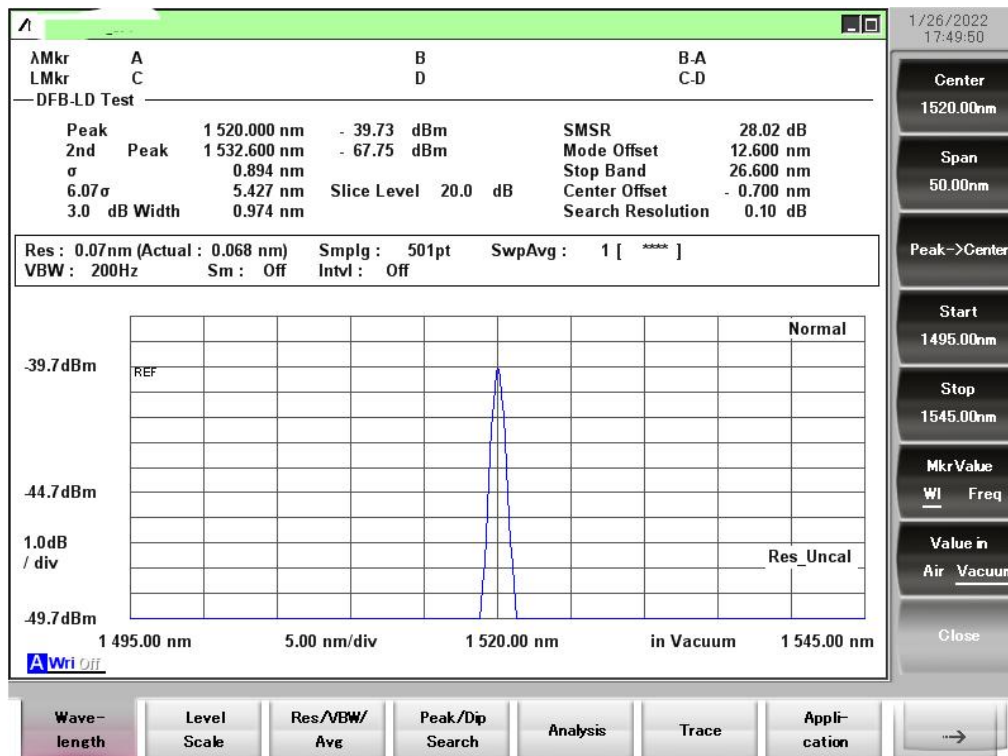 1/26/2022
17:49:50
λMkr A B B-A
LMkr C D C-D
DFB-LD Test
Peak 1 520.000 nm - 39.73 dBm SMSR 28.02 dB
2nd Peak 1 532.600 nm - 67.75 dBm Mode Offset 12.600 nm
σ 0.894 nm Stop Band 26.600 nm
6.07σ 5.427 nm Slice Level 20.0 dB Center Offset - 0.700 nm
3.0 dB Width 0.974 nm Search Resolution 0.10 dB
Res : 0.07nm (Actual : 0.068 nm) Smplg : 501pt SwpAvg : 1 [ **** ]
VBW : 200Hz Sm : Off Intvl : Off
Normal
-39.7dBm
REF
-44.7dBm
1.0dB
/ div
Res_Uncal
-49.7dBm
1 495.00 nm 5.00 nm/div 1 520.00 nm in Vacuum 1 545.00 nm
A Wri Off
Center
1520.00nm
Span
50.00nm
Peak->Center
Start
1495.00nm
Stop
1545.00nm
Mkr Value
Wl Freq
Value in
Air Vacuum
Close
Wave-
length
Level
Scale
Res/VBW/
Avg
Peak/Dip
Search
Analysis
Trace
Appli-
cation